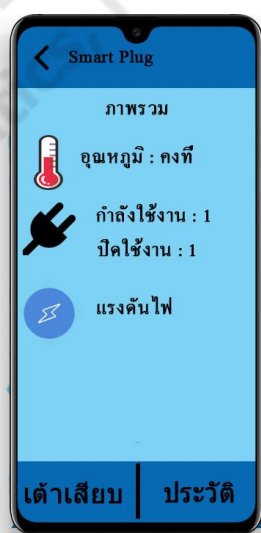 Smart Plug
ภาพรวม
อุณหภูมิ : คงที่
กำลังใช้งาน : 1
ปิดใช้งาน : 1
แรงดันไฟ
เต้าเสียบ
ประวัติ